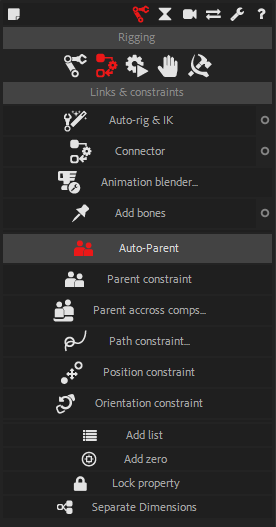 ?
Rigging
Links & constraints
Auto-rig & IK
Connector
Animation blender...
Add bones
Auto-Parent
Parent constraint
Parent accross comps...
Path constraint...
Position constraint
Orientation constraint
Add list
Add zero
Lock property
Separate Dimensions